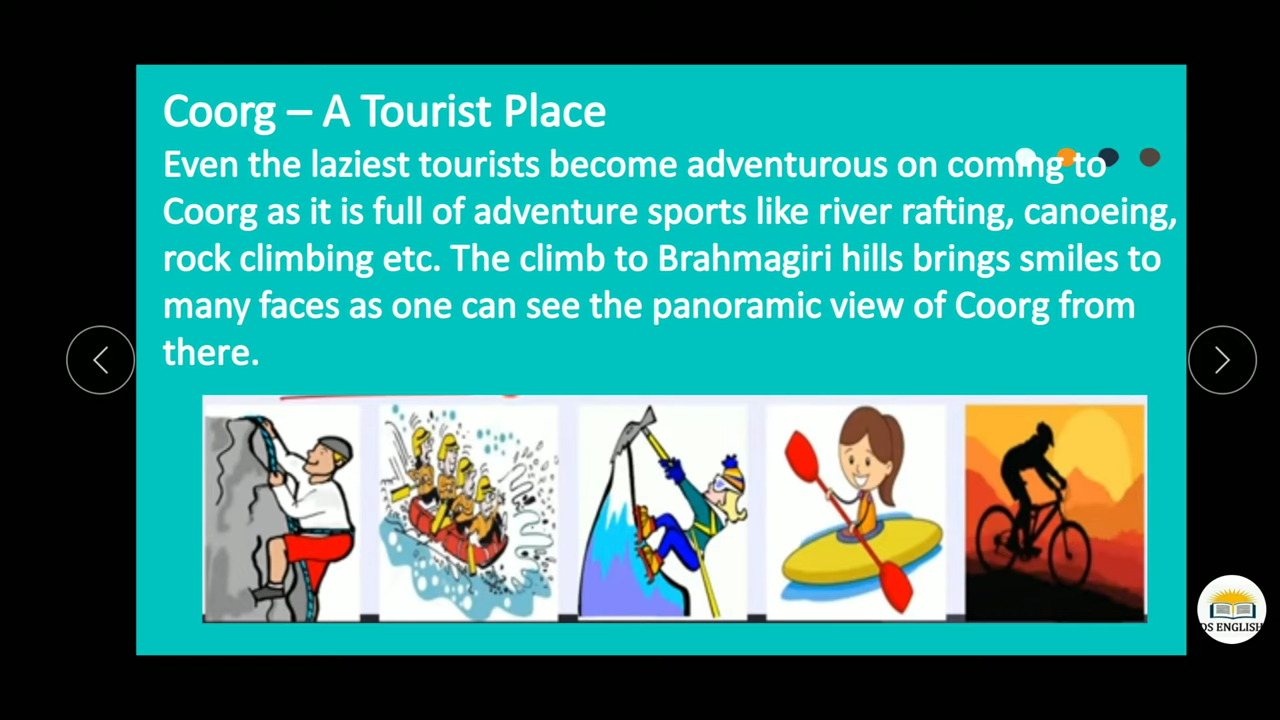 Coorg – A Tourist Place
Even the laziest tourists become adventurous on coming to
Coorg as it is full of adventure sports like river rafting, canoeing,
rock climbing etc. The climb to Brahmagiri hills brings smiles to
many faces as one can see the panoramic view of Coorg from
there.
DS ENGLISH